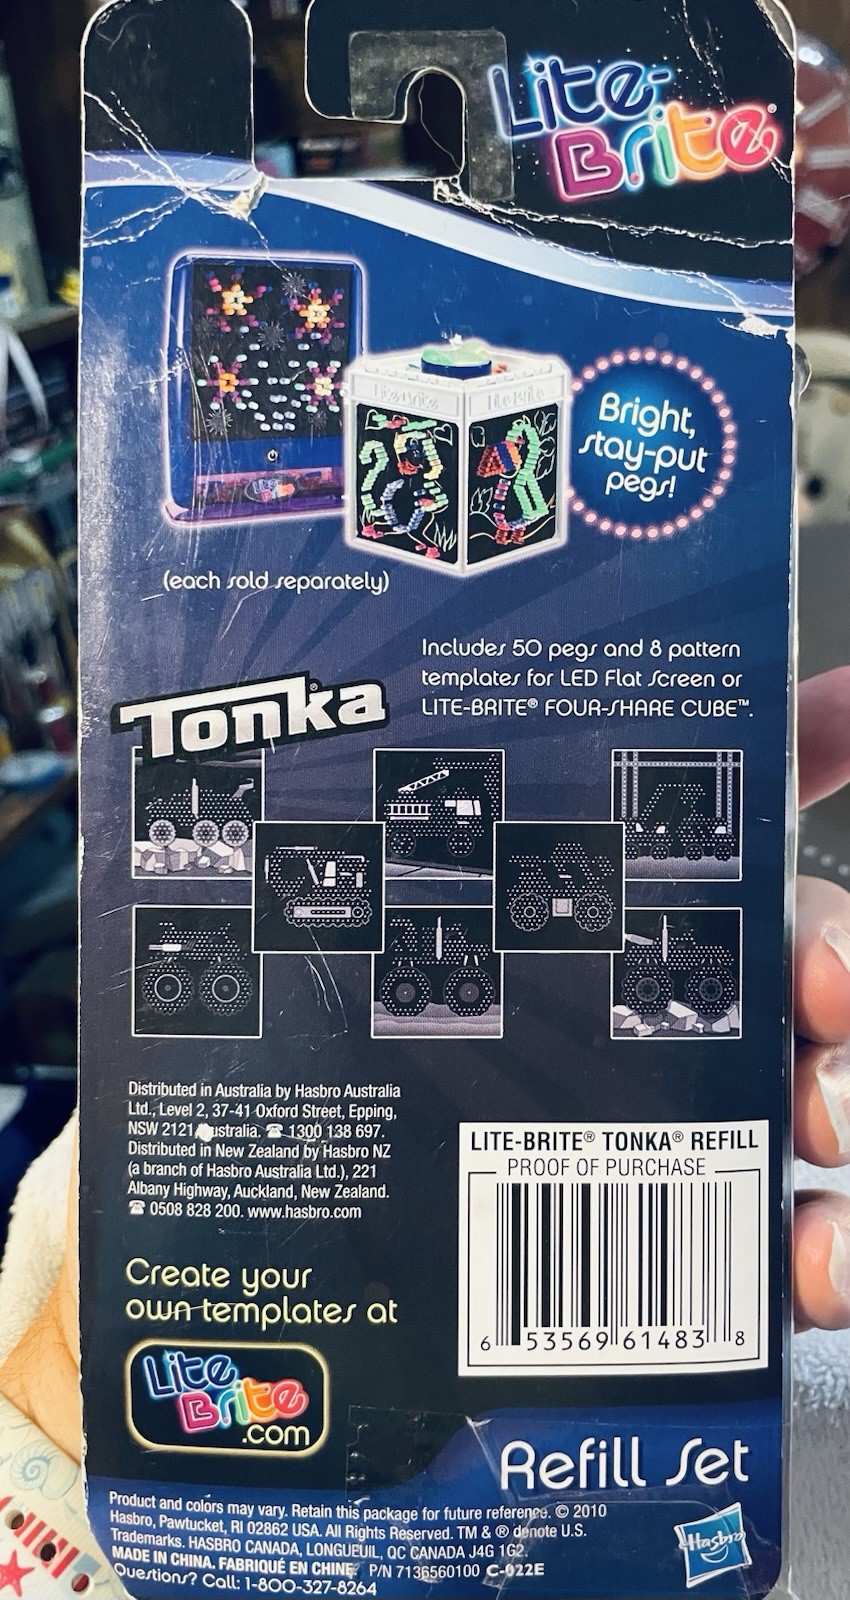 Lite-
Brite®
Lite-Brite
Lite-Brite
Bright,
stay-put
pegs!
(each sold separately)
Includes 50 pegs and 8 pattern
templates for LED Flat Screen or
LITE-BRITE® FOUR-SHARE CUBE™.
Tonka®
Distributed in Australia by Hasbro Australia
Ltd., Level 2, 37-41 Oxford Street, Epping,
NSW 2121 Australia. ☎ 1300 138 697.
Distributed in New Zealand by Hasbro NZ
(a branch of Hasbro Australia Ltd.), 221
Albany Highway, Auckland, New Zealand.
☎ 0508 828 200. www.hasbro.com
LITE-BRITE® TONKA® REFILL
PROOF OF PURCHASE
6 53569 61483 8
Create your
own templates at
Lite
Brite
.com
Refill Set
Product and colors may vary. Retain this package for future reference. © 2010
Hasbro, Pawtucket, RI 02862 USA. All Rights Reserved. TM & ® denote U.S.
Trademarks. HASBRO CANADA, LONGUEUIL, QC CANADA J4G 1G2.
MADE IN CHINA. FABRIQUÉ EN CHINE. P/N 7136560100 C-022E
Questions? Call: 1-800-327-8264
Hasbro